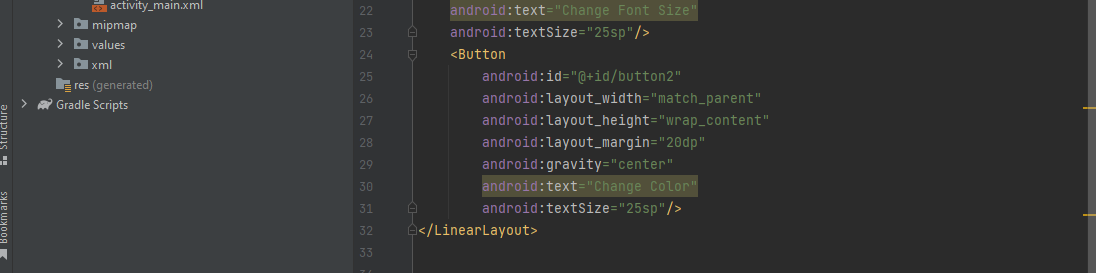 activity_main.xml
mipmap
values
xml
res (generated)
Gradle Scripts
Structure
Bookmarks
22 android:text="Change Font Size"
23 android:textSize="25sp"/>
24 <Button
25 android:id="@+id/button2"
26 android:layout_width="match_parent"
27 android:layout_height="wrap_content"
28 android:layout_margin="20dp"
29 android:gravity="center"
30 android:text="Change Color"
31 android:textSize="25sp"/>
32 </LinearLayout>
33